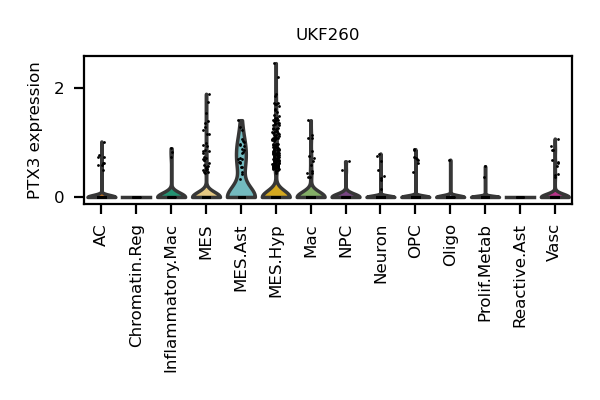 UKF260
PTX3 expression
2
0
AC
Chromatin.Reg
Inflammatory.Mac
MES
MES.Ast
MES.Hyp
Mac
NPC
Neuron
OPC
Oligo
Prolif.Metab
Reactive.Ast
Vasc